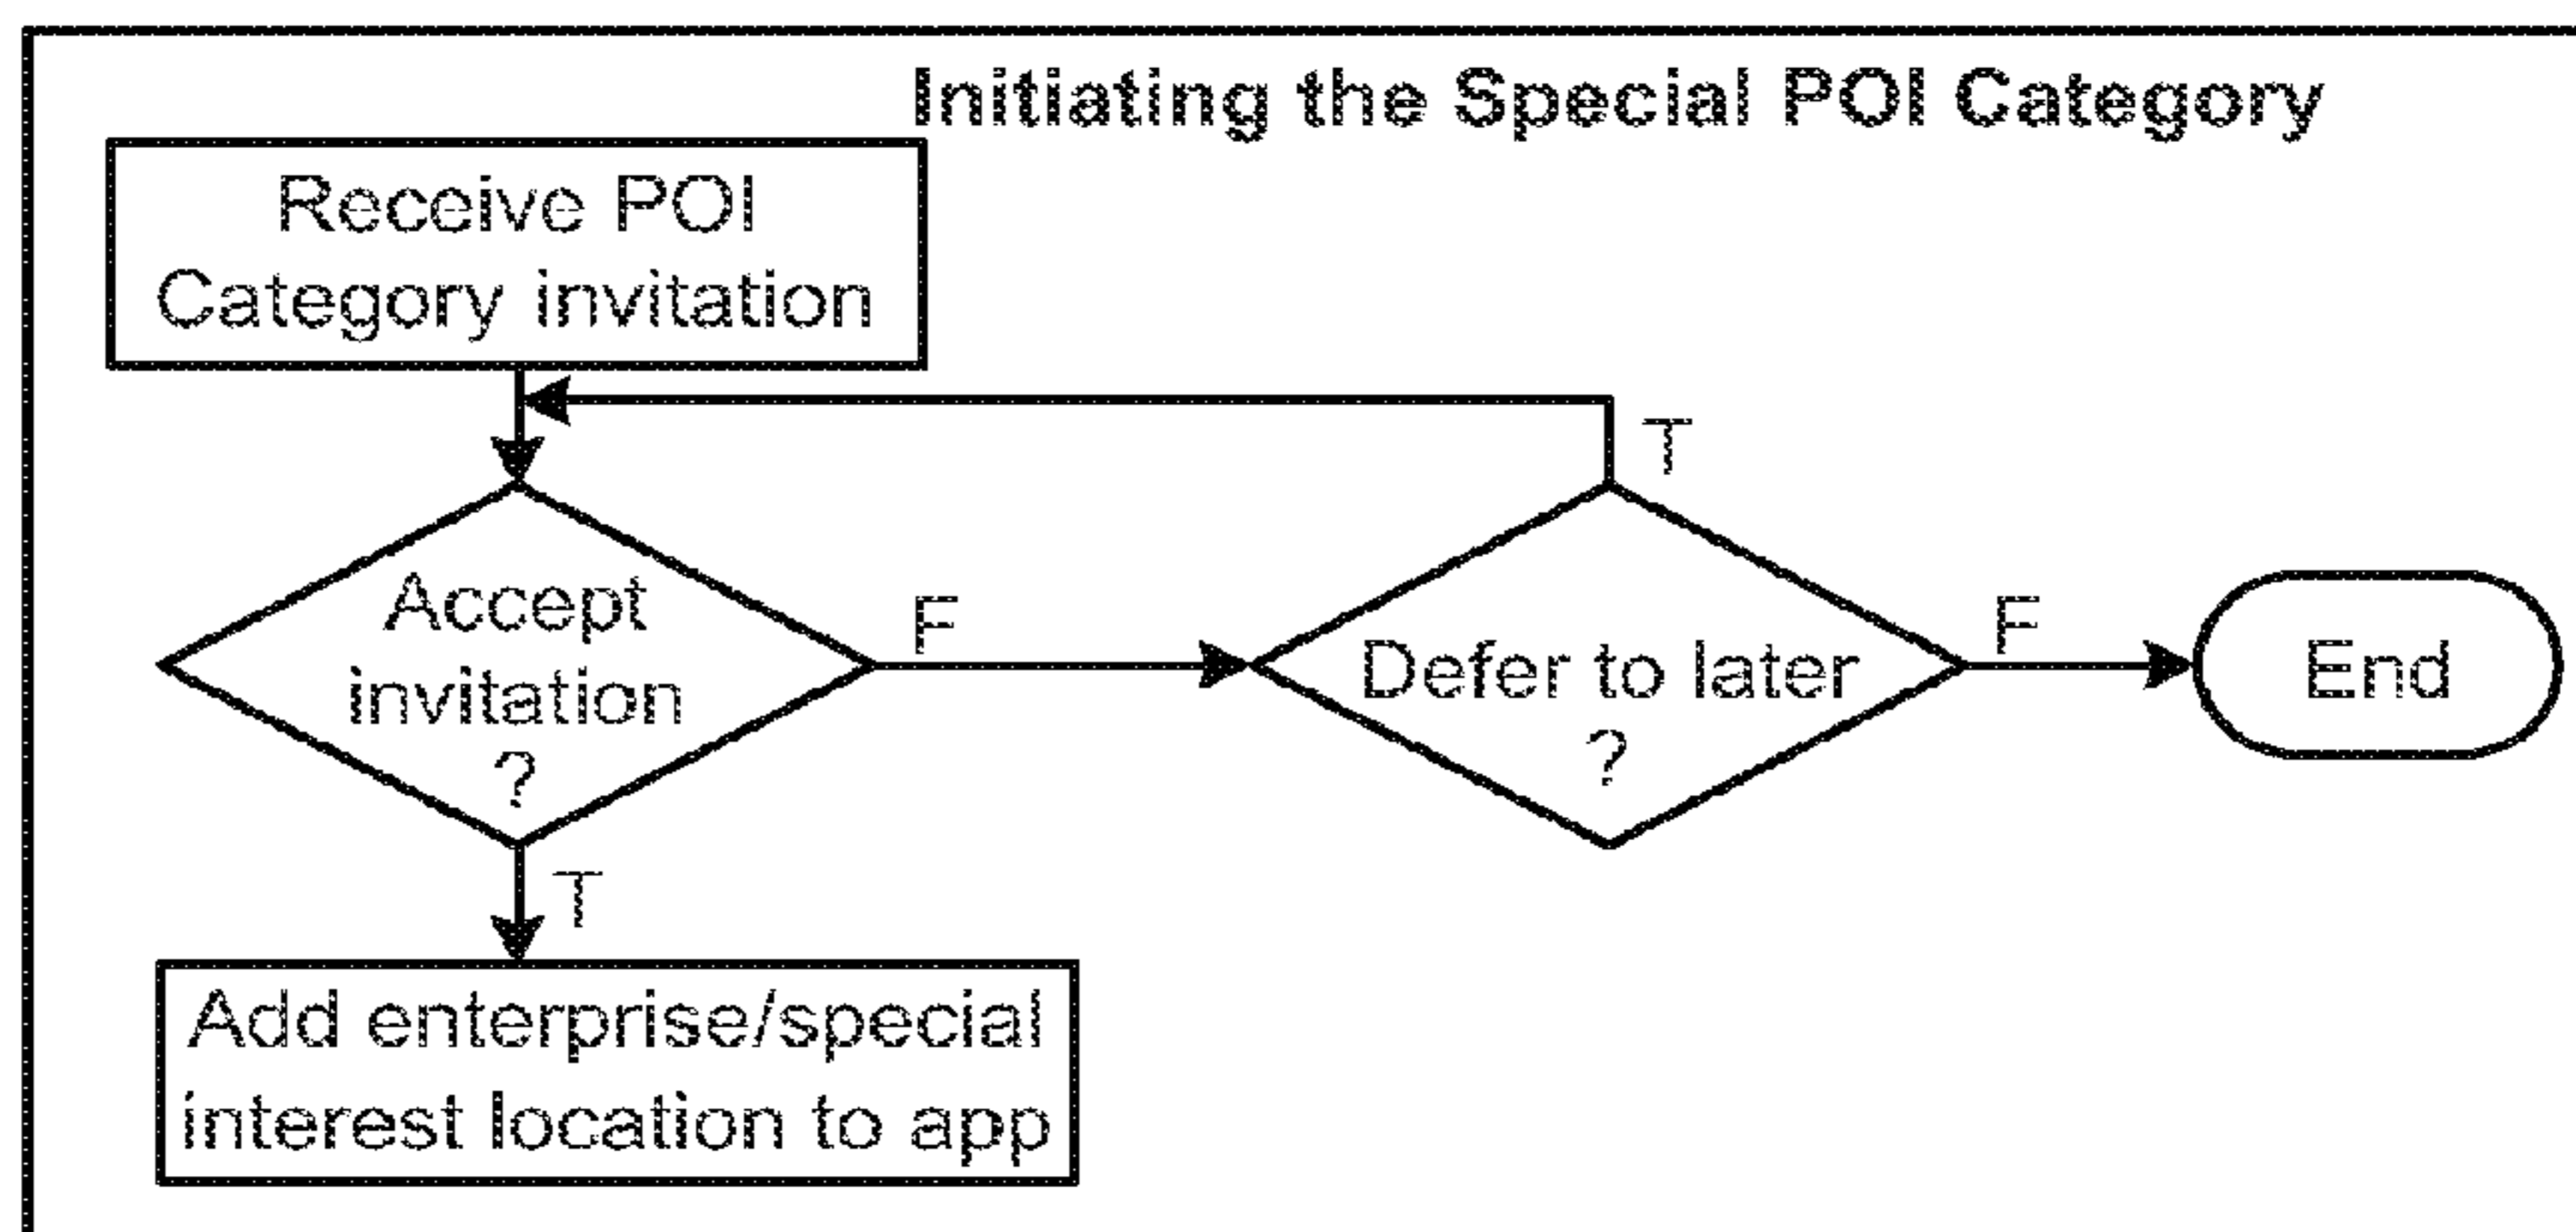 Initiating the Special POI Category
Receive POI
Category invitation
T
Accept
invitation
?
F
Defer to later
?
F
End
T
Add enterprise/special
interest location to app